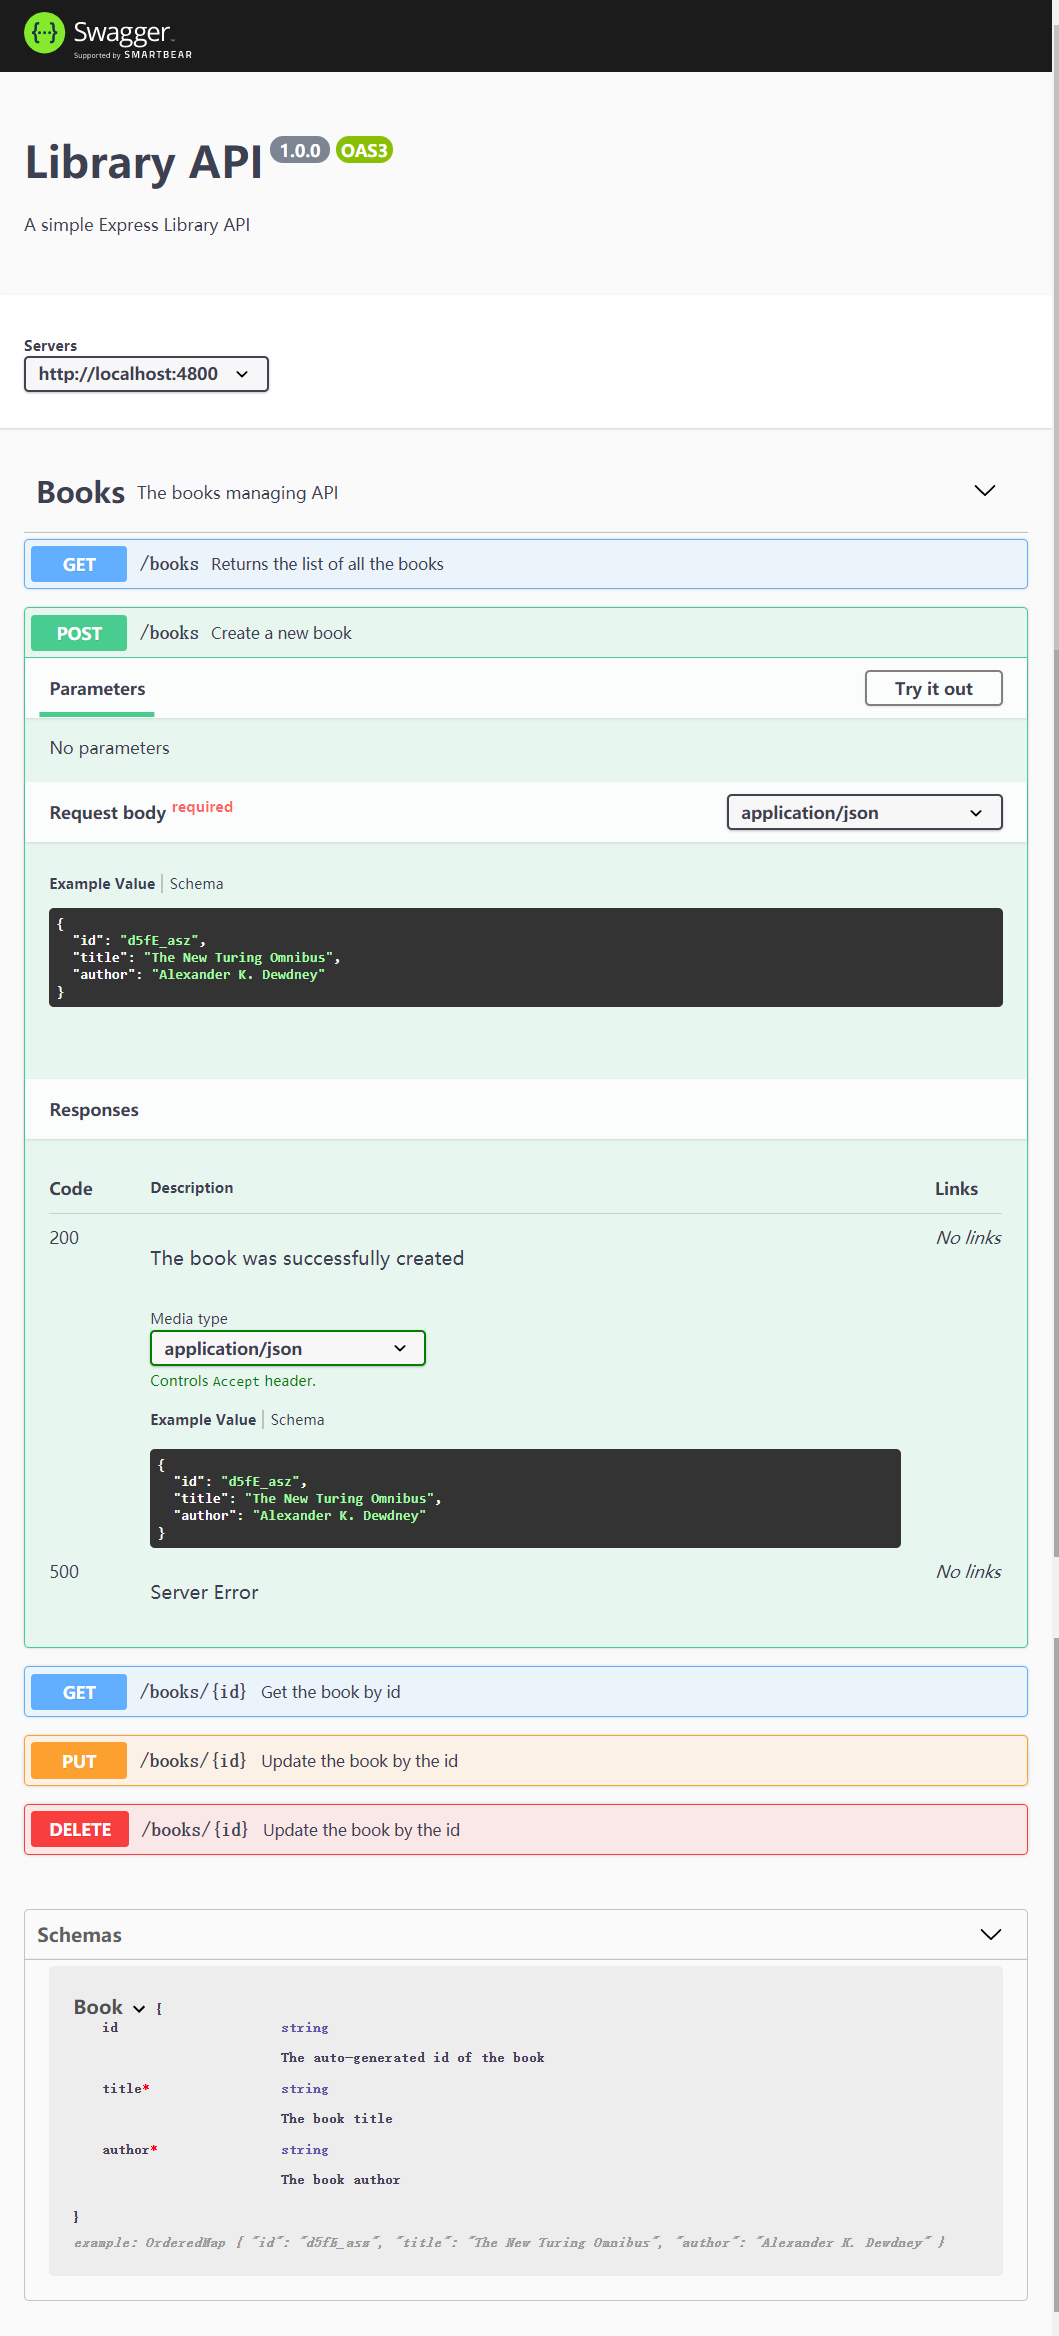 Swagger
Supported by SMARTBEAR
Library API 1.0.0 OAS3
A simple Express Library API
Servers
http://localhost:4800
Books The books managing API
GET /books Returns the list of all the books
POST /books Create a new book
Parameters Try it out
No parameters
Request body required application/json
Example Value Schema
{
"id": "d5fE_asz",
"title": "The New Turing Omnibus",
"author": "Alexander K. Dewdney"
}
Responses
Code Description Links
200 No links
The book was successfully created
Media type
application/json
Controls Accept header.
Example Value Schema
{
"id": "d5fE_asz",
"title": "The New Turing Omnibus",
"author": "Alexander K. Dewdney"
}
500 No links
Server Error
GET /books/{id} Get the book by id
PUT /books/{id} Update the book by the id
DELETE /books/{id} Update the book by the id
Schemas
Book {
id string
The auto-generated id of the book
title* string
The book title
author* string
The book author
}
example: OrderedMap { "id": "d5fE_asz", "title": "The New Turing Omnibus", "author": "Alexander K. Dewdney" }